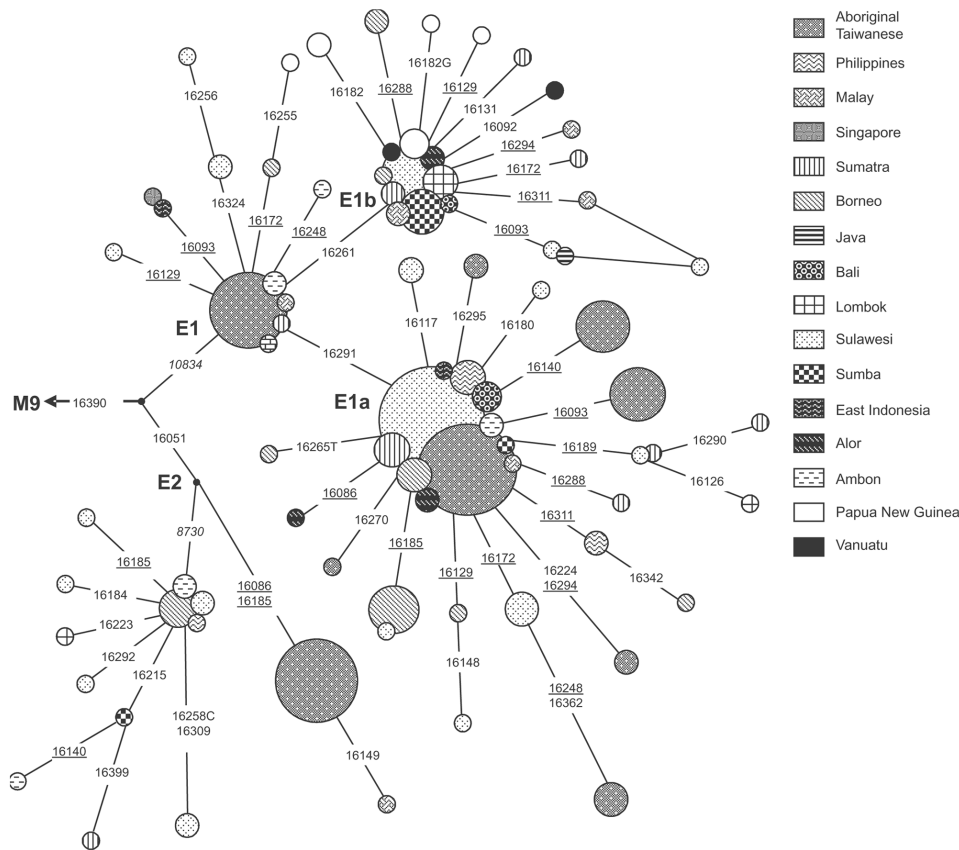 16256
16255
16182
16288
16182G
16129
16131
16092
16294
16172
16311
E1b
16324
16172
16248
16261
16093
16093
16129
E1
10834
16291
16117
16295
16180
16140
E1a
M9
16390
16051
16093
16265T
16189
16290
16126
16288
16086
16270
16185
16311
16342
16129
16172
16224
16294
16148
16248
16362
E2
8730
16185
16184
16223
16292
16215
16086
16185
16258C
16309
16140
16399
16149
Aboriginal
Taiwanese
Philippines
Malay
Singapore
Sumatra
Borneo
Java
Bali
Lombok
Sulawesi
Sumba
East Indonesia
Alor
Ambon
Papua New Guinea
Vanuatu